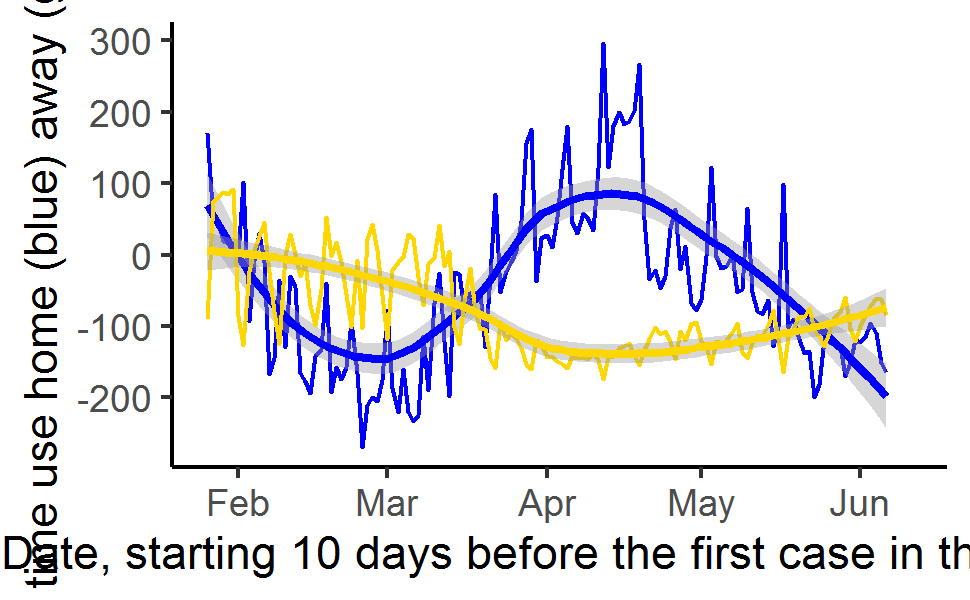 time use home (blue) away (
300
200
100
0
-100
-200
Feb Mar Apr May Jun
Date, starting 10 days before the first case in th